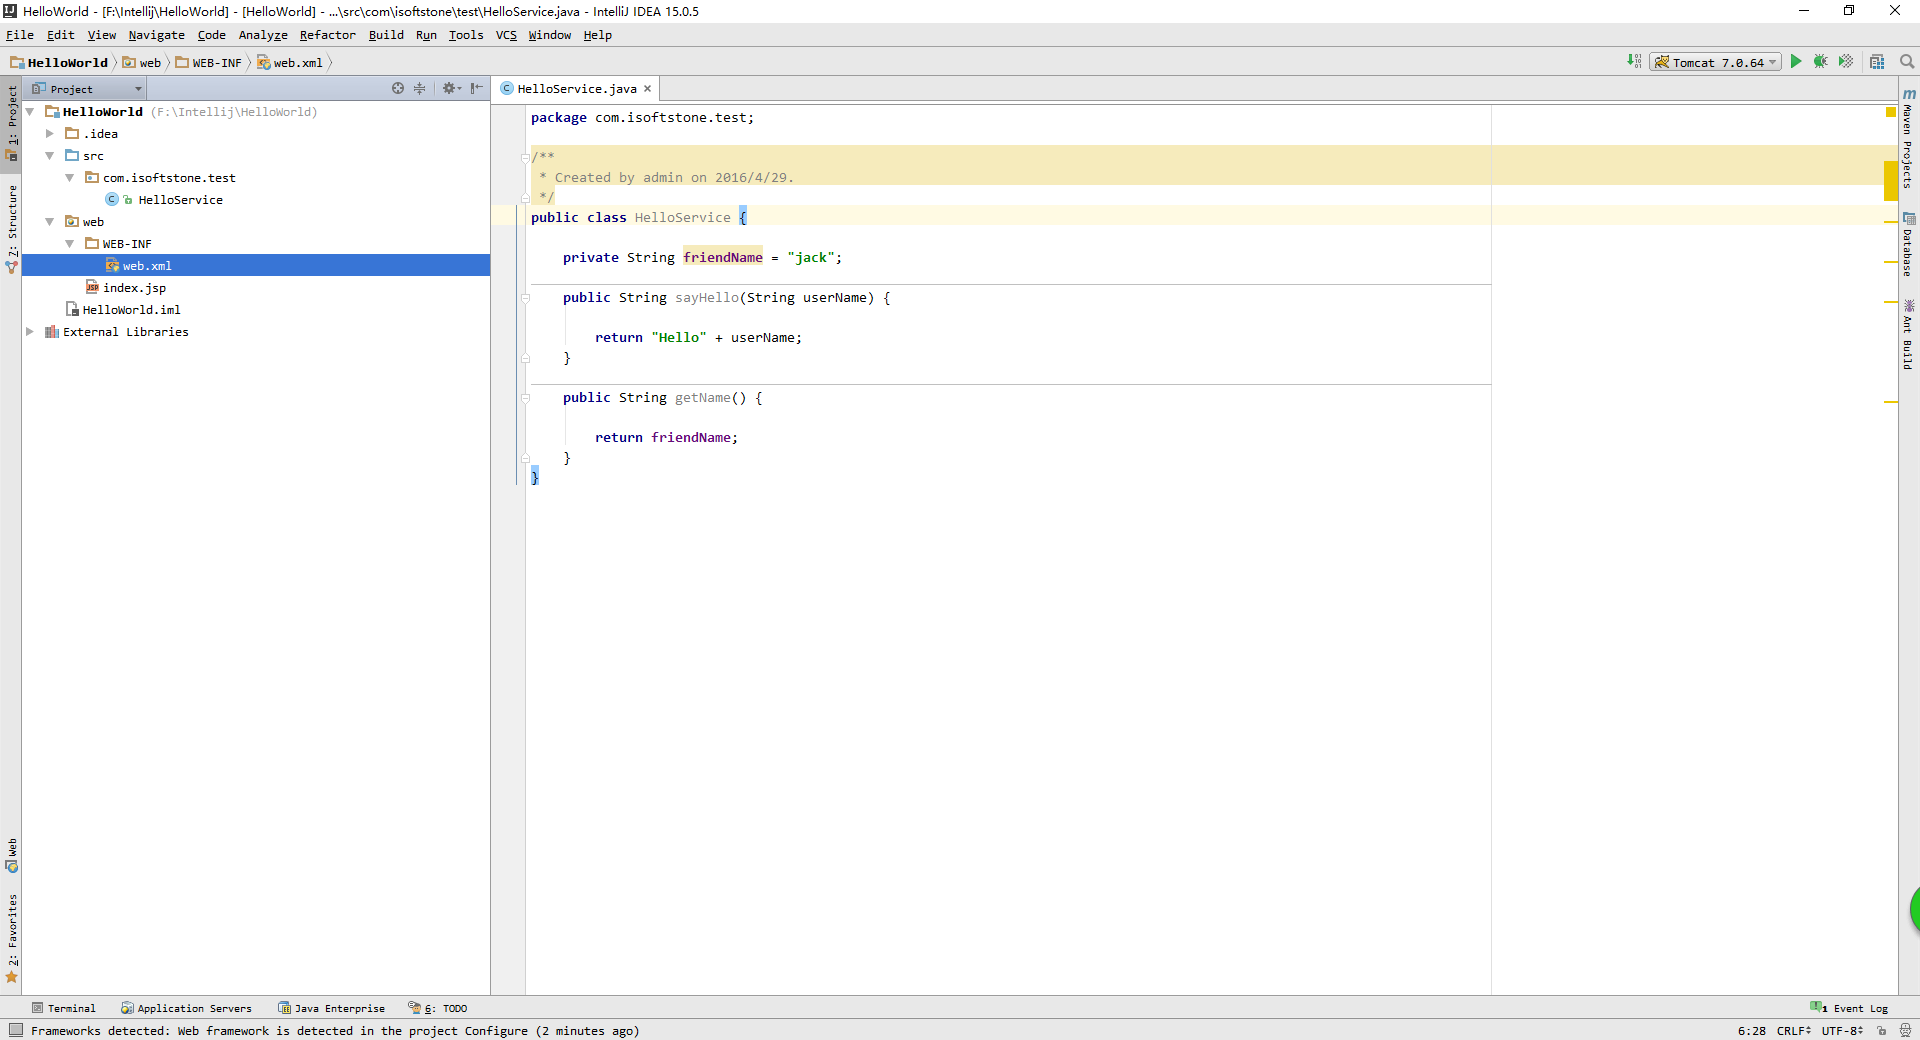 HelloWorld - [F:\Intellij\HelloWorld] - [HelloWorld] - ...\src\com\isoftstone\test\HelloService.java - IntelliJ IDEA 15.0.5
File Edit View Navigate Code Analyze Refactor Build Run Tools VCS Window Help
HelloWorld web WEB-INF web.xml Tomcat 7.0.64
Project
HelloService.java
1: Project
7: Structure
Web
2: Favorites
HelloWorld (F:\Intellij\HelloWorld)
.idea
src
com.isoftstone.test
HelloService
web
WEB-INF
web.xml
index.jsp
HelloWorld.iml
External Libraries
package com.isoftstone.test;
/**
* Created by admin on 2016/4/29.
*/
public class HelloService {
private String friendName = "jack";
public String sayHello(String userName) {
return "Hello" + userName;
}
public String getName() {
return friendName;
}
}
Maven Projects
Database
Ant Build
Terminal Application Servers Java Enterprise 6: TODO 1 Event Log
Frameworks detected: Web framework is detected in the project Configure (2 minutes ago) 6:28 CRLF UTF-8